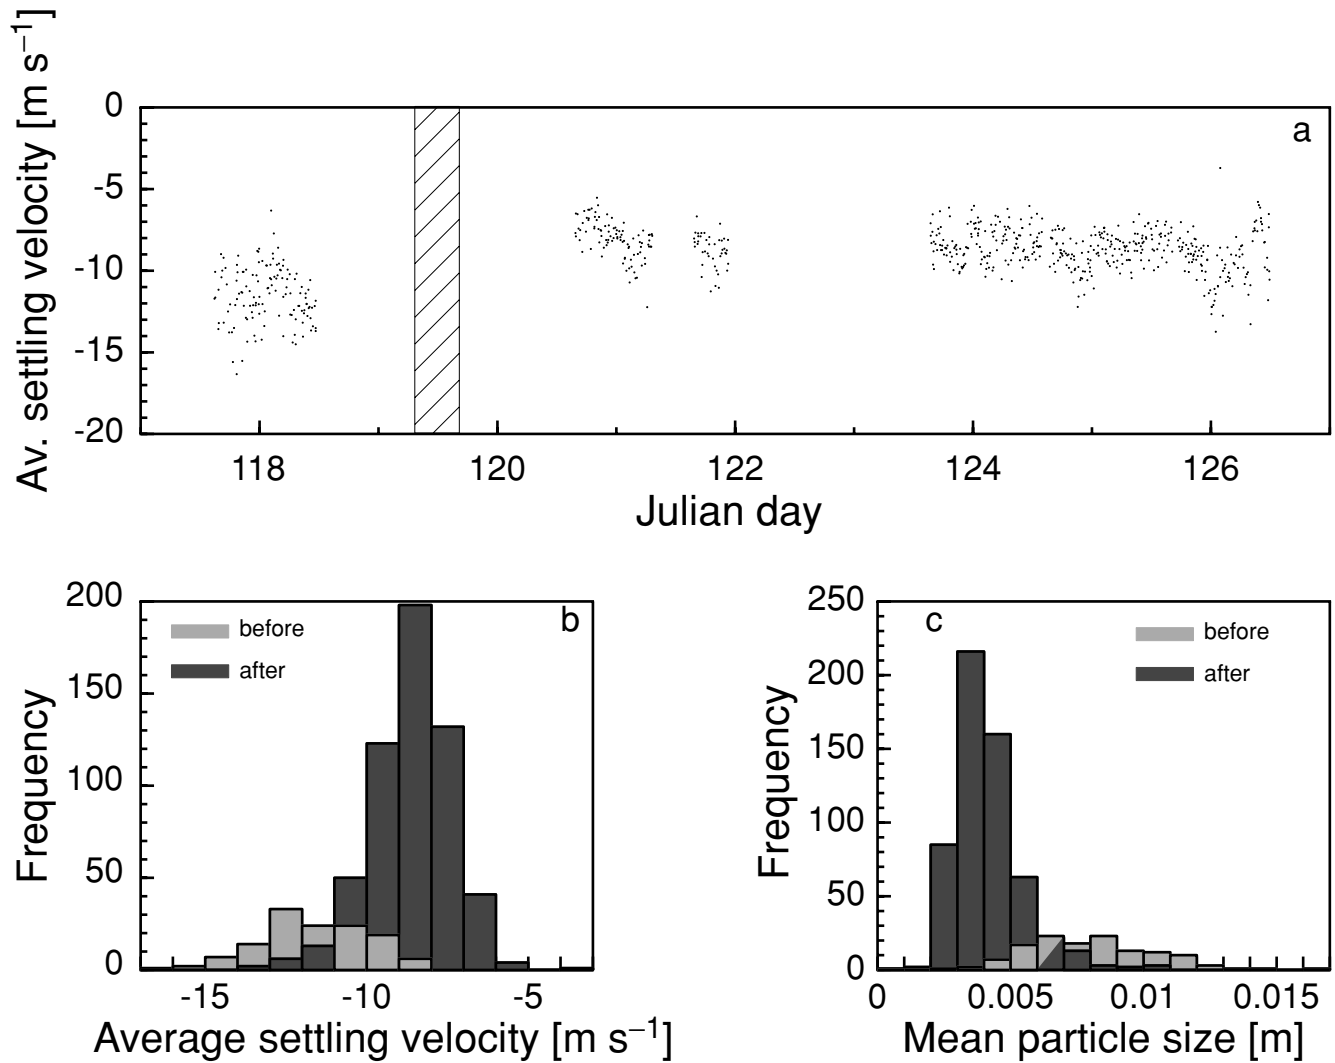 Av. settling velocity [m s−1]
0
-5
-10
-15
-20
a
118
120
122
124
126
Julian day
200
150
100
50
0
Frequency
before
after
b
-15
-10
-5
Average settling velocity [m s−1]
250
200
150
100
50
0
Frequency
c
before
after
0
0.005
0.01
0.015
Mean particle size [m]